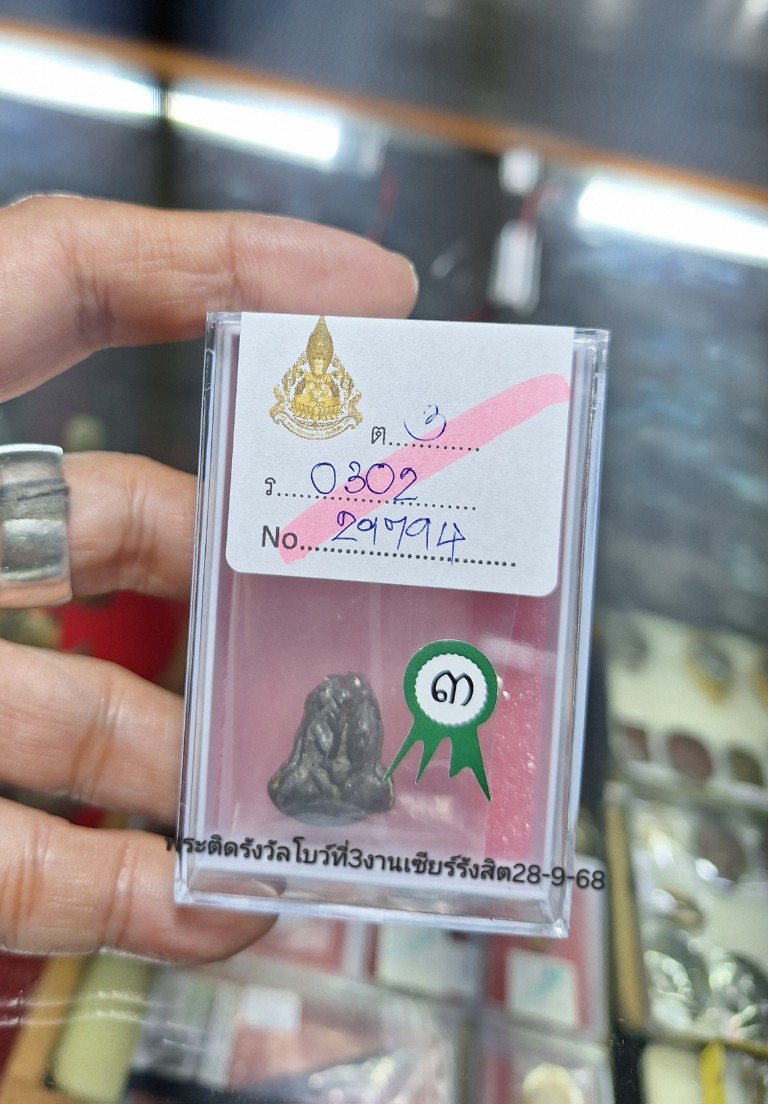 ต..... 3 .....
ร..... 0302 .....
No..... 29794 .....
๓
พระติดรังวัลโบว์ที่3งานเซียร์รังสิต28-9-68